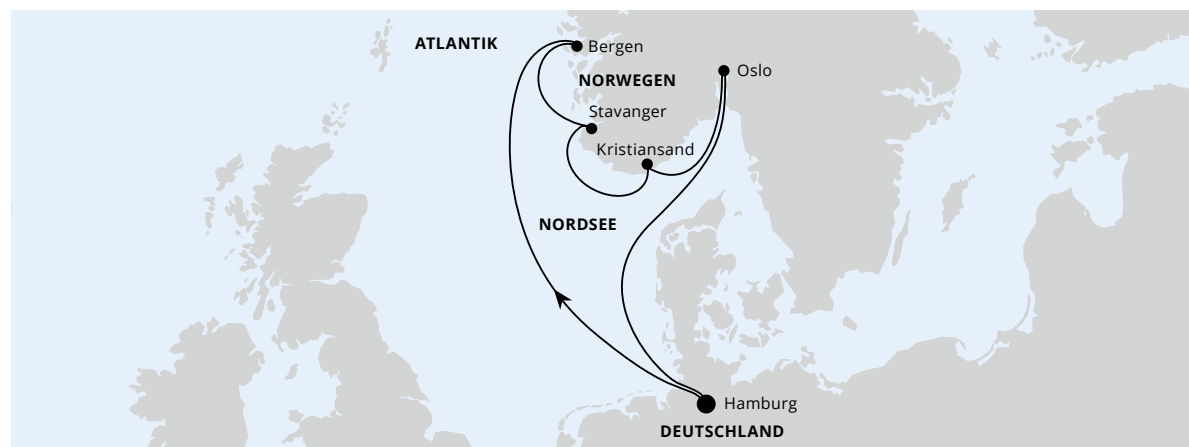 ATLANTIK
Bergen
Oslo
NORWEGEN
Stavanger
Kristiansand
NORDSEE
Hamburg
DEUTSCHLAND